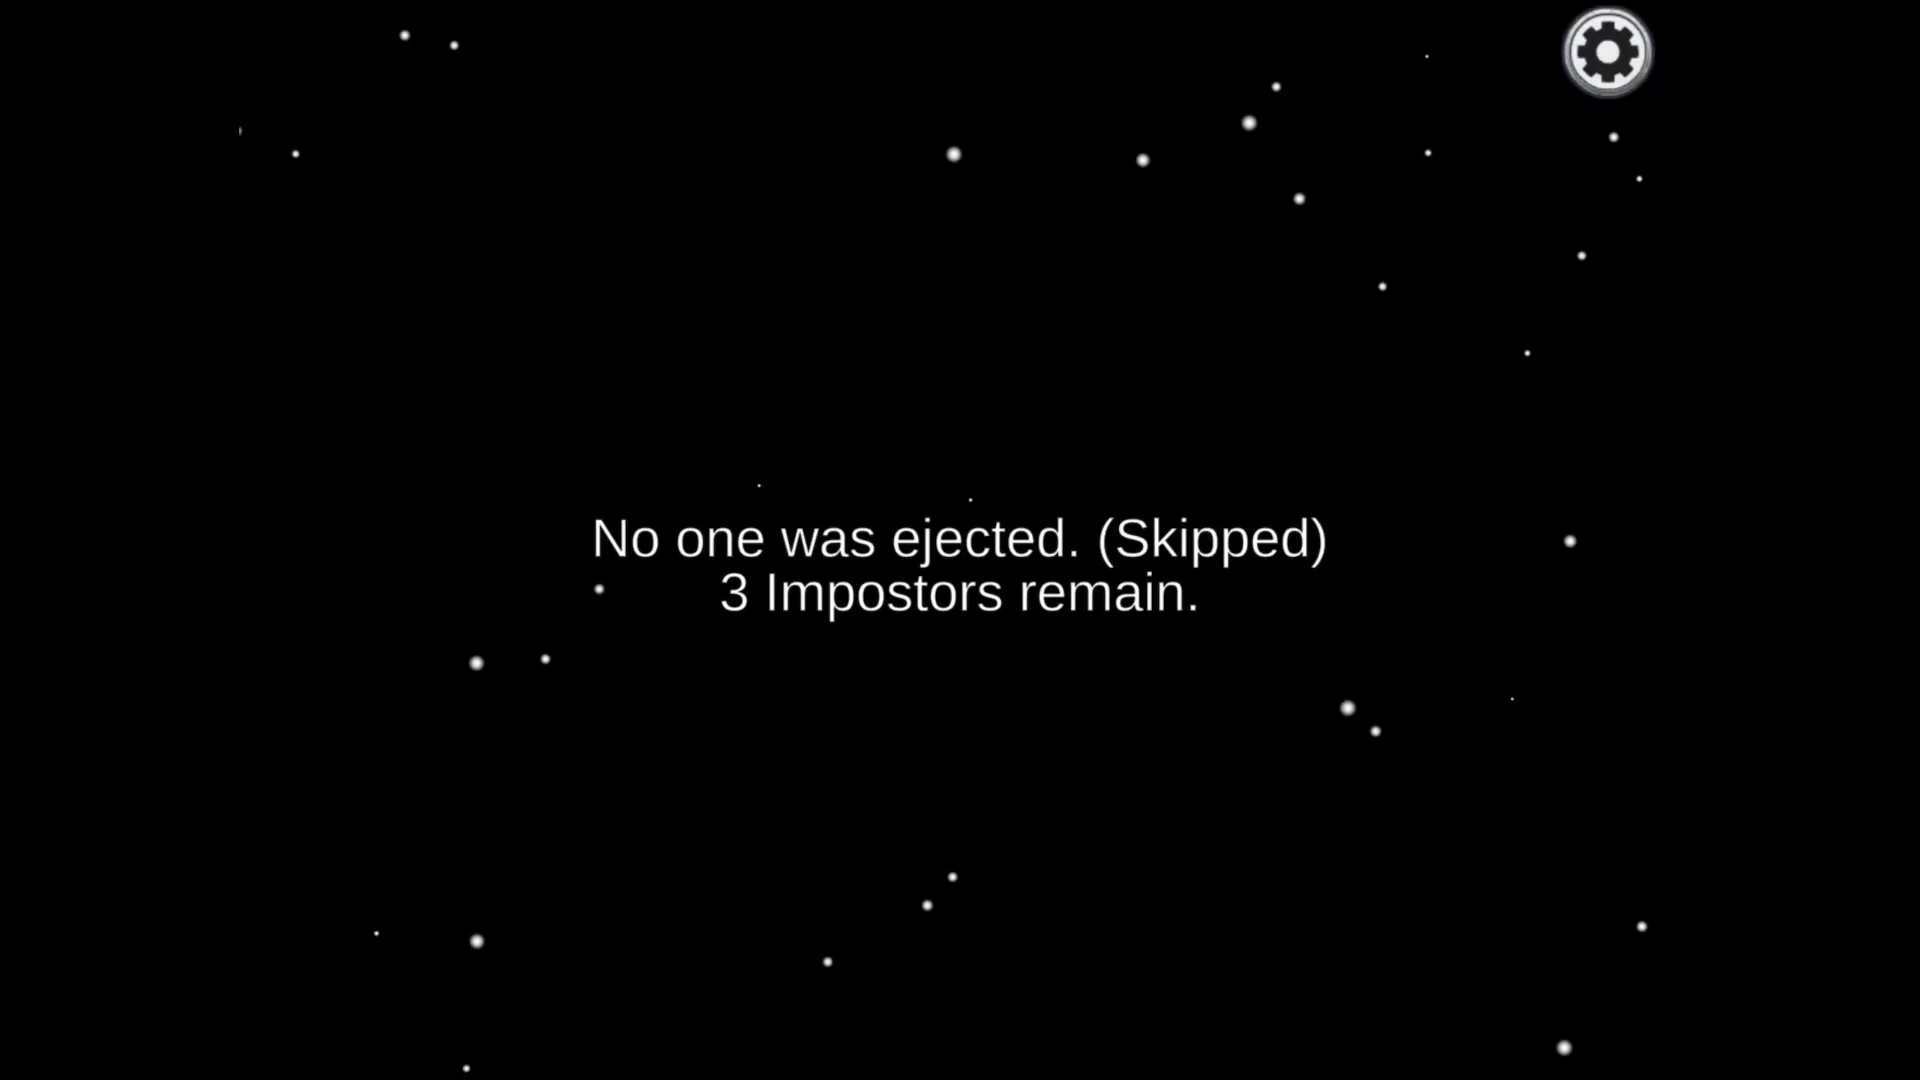 No one was ejected. (Skipped)
3 Impostors remain.